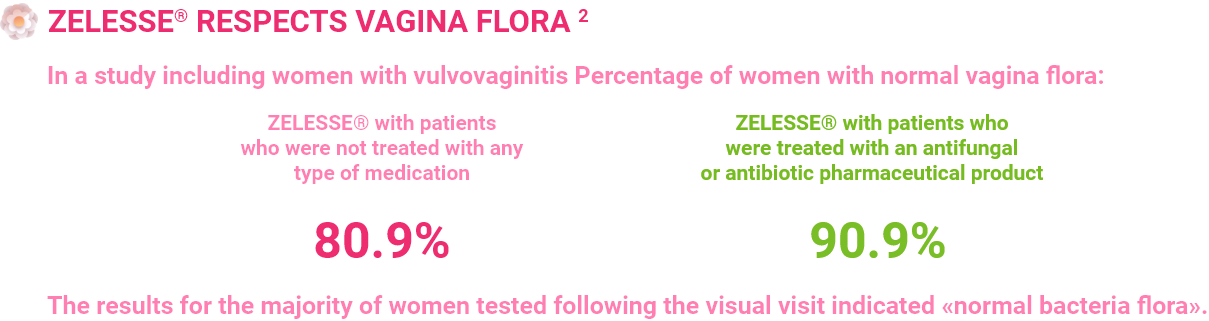 ZELESSE® RESPECTS VAGINA FLORA ²
In a study including women with vulvovaginitis Percentage of women with normal vagina flora:
ZELESSE® with patients
who were not treated with any
type of medication
80.9%
ZELESSE® with patients who
were treated with an antifungal
or antibiotic pharmaceutical product
90.9%
The results for the majority of women tested following the visual visit indicated «normal bacteria flora».